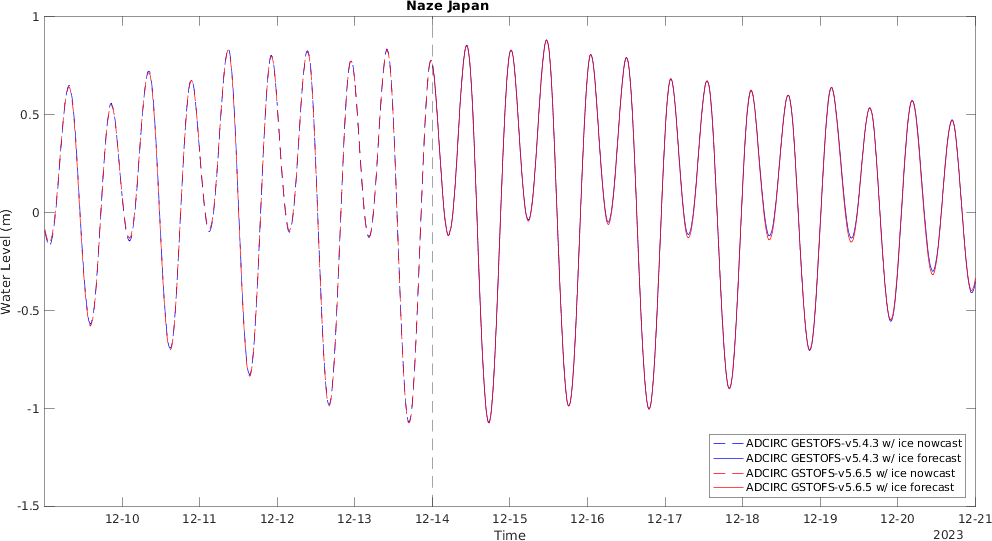 Naze Japan
1
0.5
0
-0.5
-1
-1.5
Water Level (m)
ADCIRC GESTOFS-v5.4.3 w/ ice nowcast
ADCIRC GESTOFS-v5.4.3 w/ ice forecast
ADCIRC GSTOFS-v5.6.5 w/ ice nowcast
ADCIRC GSTOFS-v5.6.5 w/ ice forecast
12-10 12-11 12-12 12-13 12-14 12-15 12-16 12-17 12-18 12-19 12-20 12-21
Time
2023